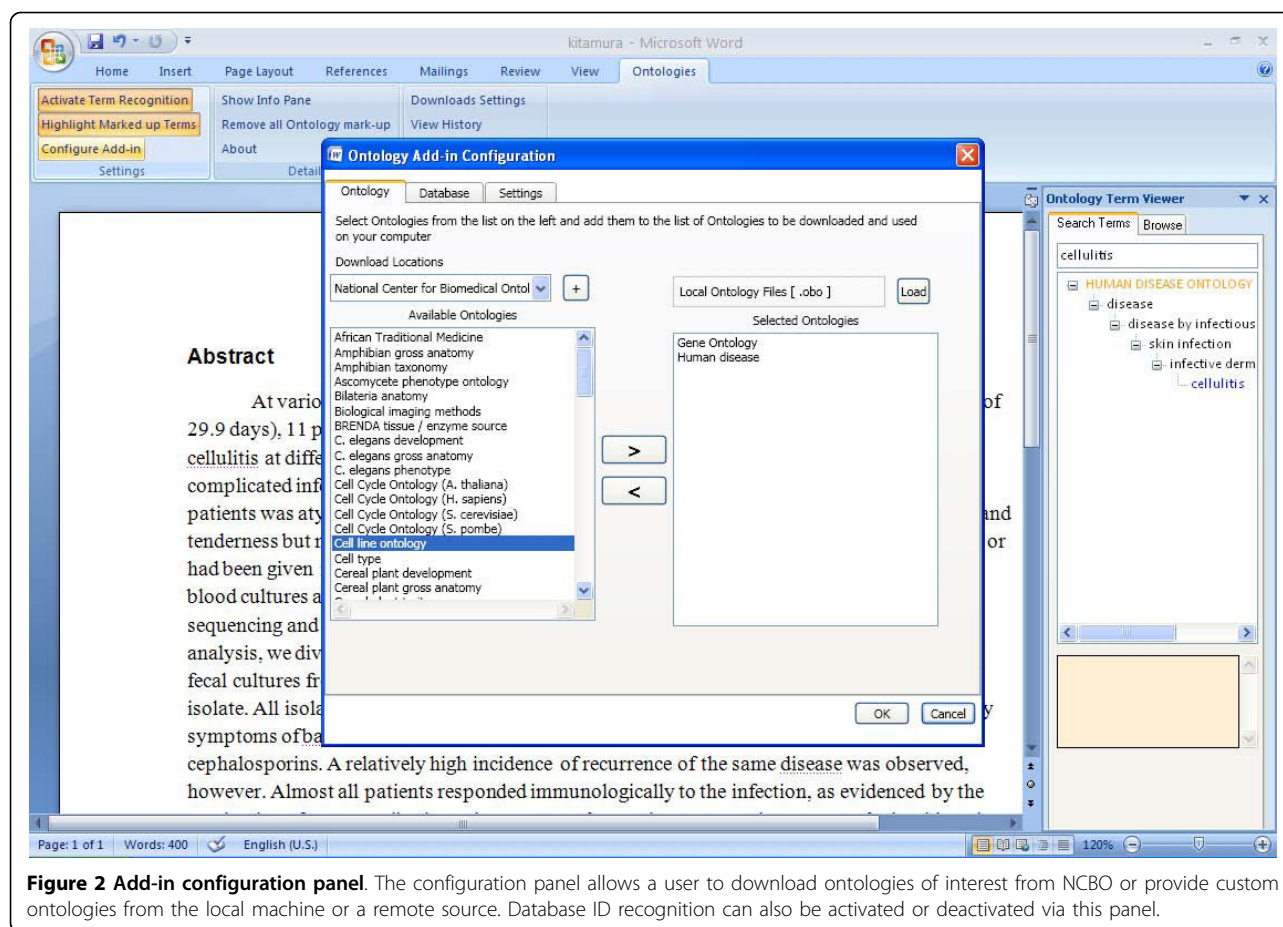 kitamura - Microsoft Word
Home Insert Page Layout References Mailings Review View Ontologies
Activate Term Recognition
Highlight Marked up Terms
Configure Add-in
Settings
Show Info Pane
Remove all Ontology mark-up
About
Detail
Downloads Settings
View History
Ontology Add-in Configuration
Ontology Database Settings
Select Ontologies from the list on the left and add them to the list of Ontologies to be downloaded and used
on your computer
Download Locations
National Center for Biomedical Ontol
+
Local Ontology Files [ .obo ]
Load
Available Ontologies
African Traditional Medicine
Amphibian gross anatomy
Amphibian taxonomy
Ascomycete phenotype ontology
Bilateria anatomy
Biological imaging methods
BRENDA tissue / enzyme source
C. elegans development
C. elegans gross anatomy
C. elegans phenotype
Cell Cycle Ontology (A. thaliana)
Cell Cycle Ontology (H. sapiens)
Cell Cycle Ontology (S. cerevisiae)
Cell Cycle Ontology (S. pombe)
Cell line ontology
Cell type
Cereal plant development
Cereal plant gross anatomy
>
<
Selected Ontologies
Gene Ontology
Human disease
OK Cancel
Ontology Term Viewer
Search Terms Browse
cellulitis
HUMAN DISEASE ONTOLOGY
disease
disease by infectious
skin infection
infective derm
cellulitis
Abstract
At vario of
29.9 days), 11 p
cellulitis at diffe
complicated inf
patients was aty and
tenderness but r or
had been given
blood cultures a
sequencing and
analysis, we div
fecal cultures fr
isolate. All isola y
symptoms of ba
cephalosporins. A relatively high incidence of recurrence of the same disease was observed,
however. Almost all patients responded immunologically to the infection, as evidenced by the
Page: 1 of 1 Words: 400 English (U.S.) 120%
Figure 2 Add-in configuration panel. The configuration panel allows a user to download ontologies of interest from NCBO or provide custom
ontologies from the local machine or a remote source. Database ID recognition can also be activated or deactivated via this panel.